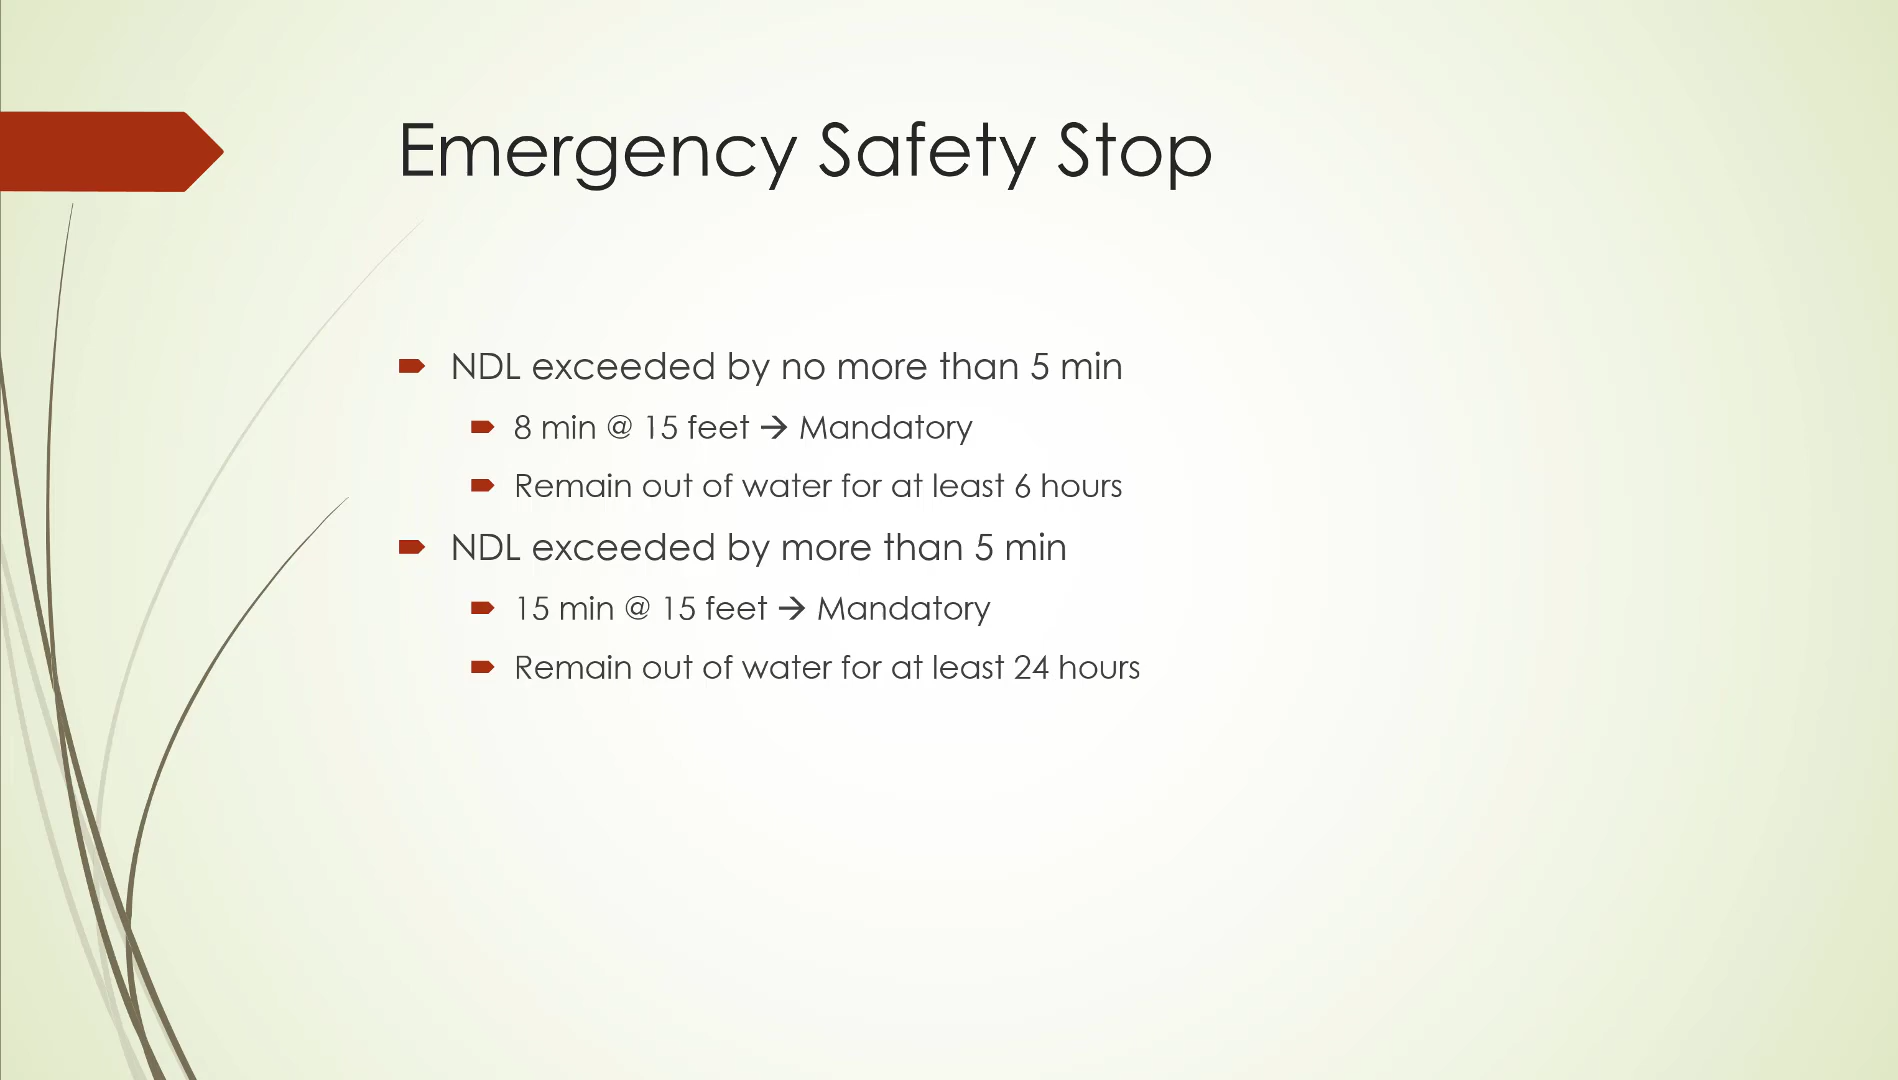 Emergency Safety Stop
NDL exceeded by no more than 5 min
8 min @ 15 feet → Mandatory
Remain out of water for at least 6 hours
NDL exceeded by more than 5 min
15 min @ 15 feet → Mandatory
Remain out of water for at least 24 hours